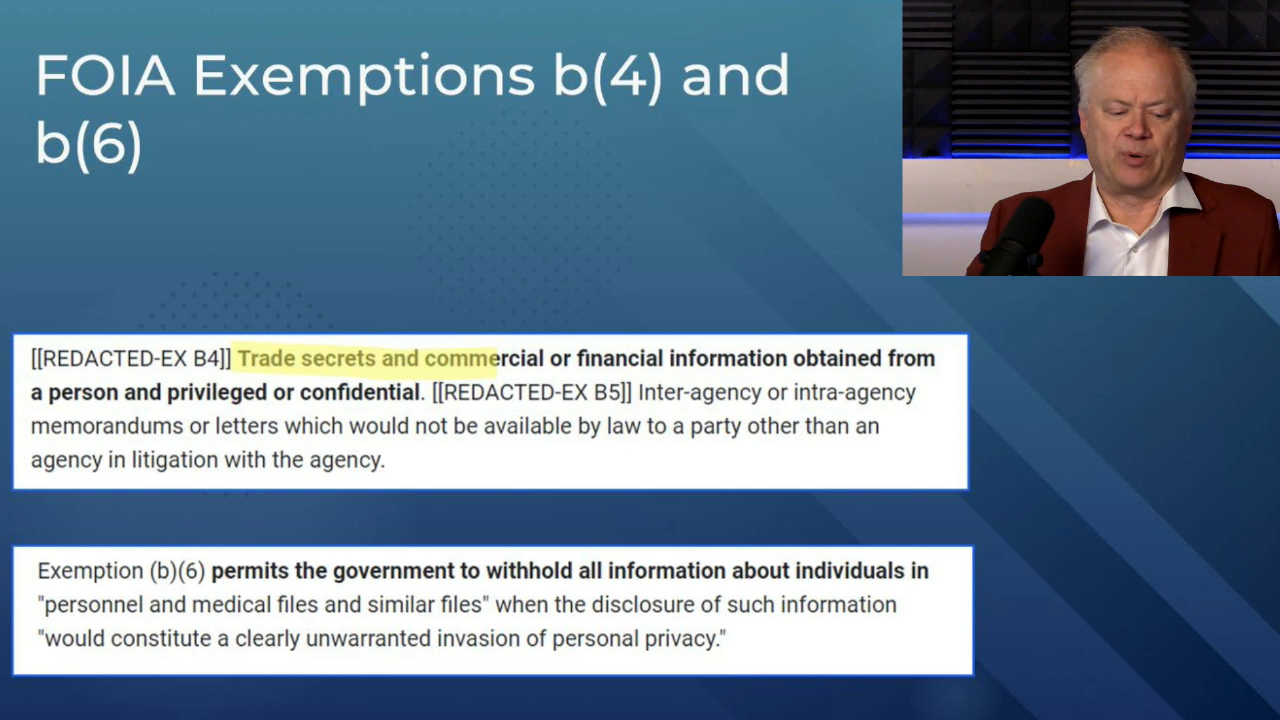 FOIA Exemptions b(4) and
b(6)
[[REDACTED-EX B4]] Trade secrets and commercial or financial information obtained from
a person and privileged or confidential. [[REDACTED-EX B5]] Inter-agency or intra-agency
memorandums or letters which would not be available by law to a party other than an
agency in litigation with the agency.
Exemption (b)(6) permits the government to withhold all information about individuals in
"personnel and medical files and similar files" when the disclosure of such information
"would constitute a clearly unwarranted invasion of personal privacy."